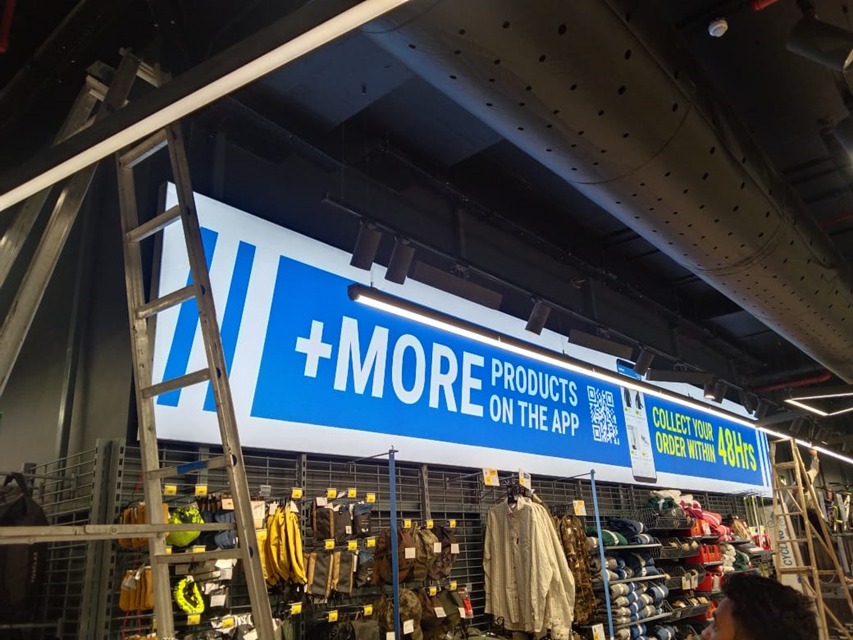 +MORE
PRODUCTS
ON THE APP
COLLECT YOUR
ORDER WITHIN
48Hrs